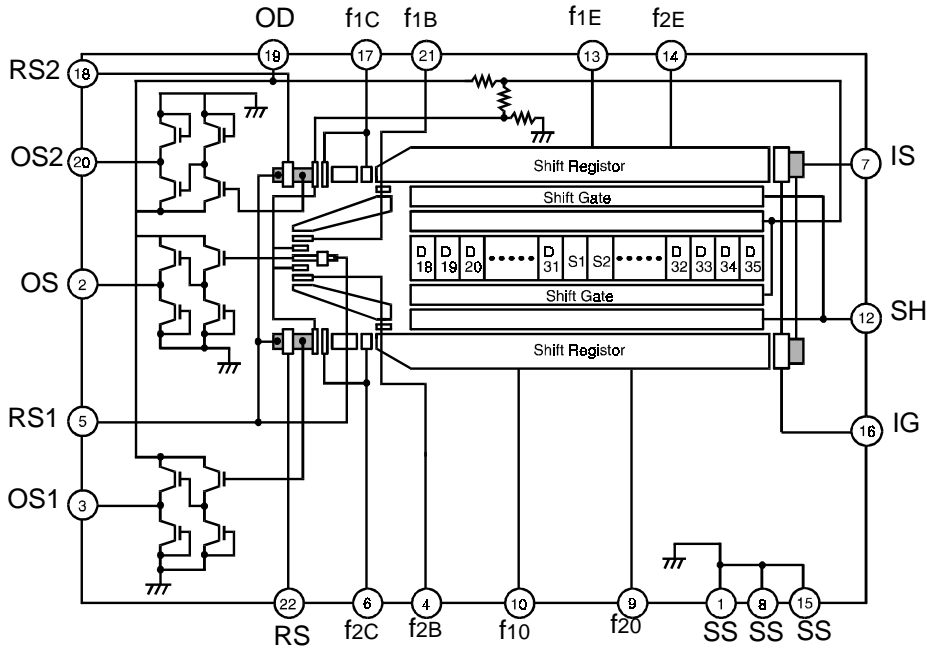 OD f1C f1B f1E f2E
19 17 21 13 14
RS2 18
OS2 20
Shift Registor
7 IS
Shift Gate
OS 2
D 18 D 19 D 20 D 31 S1 S2 D 32 D 33 D 34 D 35
Shift Gate
12 SH
Shift Registor
RS1 5
16 IG
OS1 3
22 6 4 10 9 1 8 15
RS f2C f2B f10 f20 SS SS SS